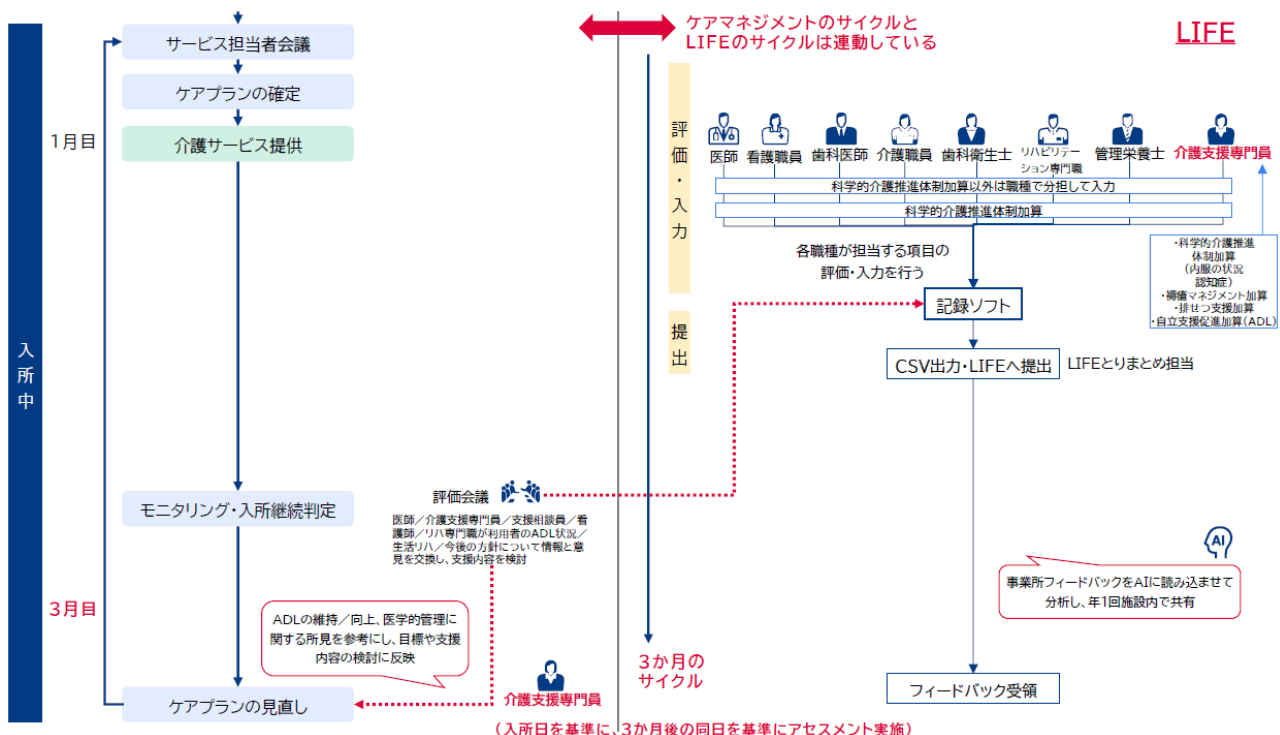 ケアマネジメントのサイクルと
LIFEのサイクルは連動している
LIFE
入所中
1月目
3月目
サービス担当者会議
ケアプランの確定
介護サービス提供
モニタリング・入所継続判定
ケアプランの見直し
評価会議
医師／介護支援専門員／支援相談員／看
護師／リハ専門職が利用者のADL状況／
生活リハ／今後の方針について情報と意
見を交換し、支援内容を検討
ADLの維持／向上、医学的管理に
関する所見を参考にし、目標や支援
内容の検討に反映
介護支援専門員
（入所日を基準に、3か月後の同日を基準にアセスメント実施）
3か月の
サイクル
評価・入力
提出
医師
看護職員
歯科医師
介護職員
歯科衛生士
リハビリテー
ション専門職
管理栄養士
介護支援専門員
科学的介護推進体制加算以外は職種で分担して入力
科学的介護推進体制加算
各職種が担当する項目の
評価・入力を行う
・科学的介護推進
体制加算
（内服の状況
認知症）
・褥瘡マネジメント加算
・排せつ支援加算
・自立支援促進加算（ADL）
記録ソフト
CSV出力・LIFEへ提出
LIFEとりまとめ担当
AI
事業所フィードバックをAIに読み込ませて
分析し、年1回施設内で共有
フィードバック受領